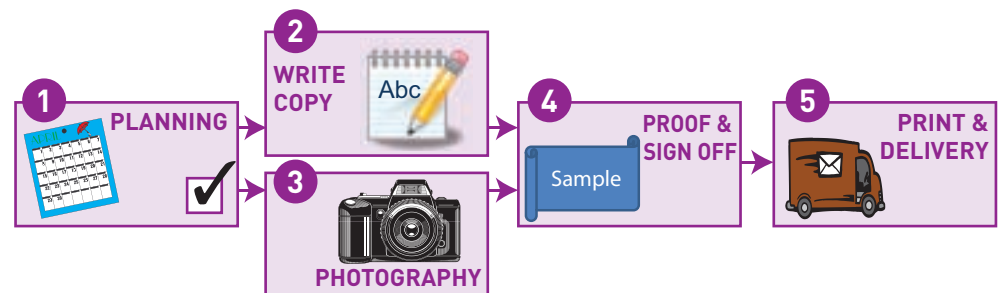 1
PLANNING
2
WRITE
COPY
Abc
3
PHOTOGRAPHY
4
PROOF &
SIGN OFF
Sample
5
PRINT &
DELIVERY